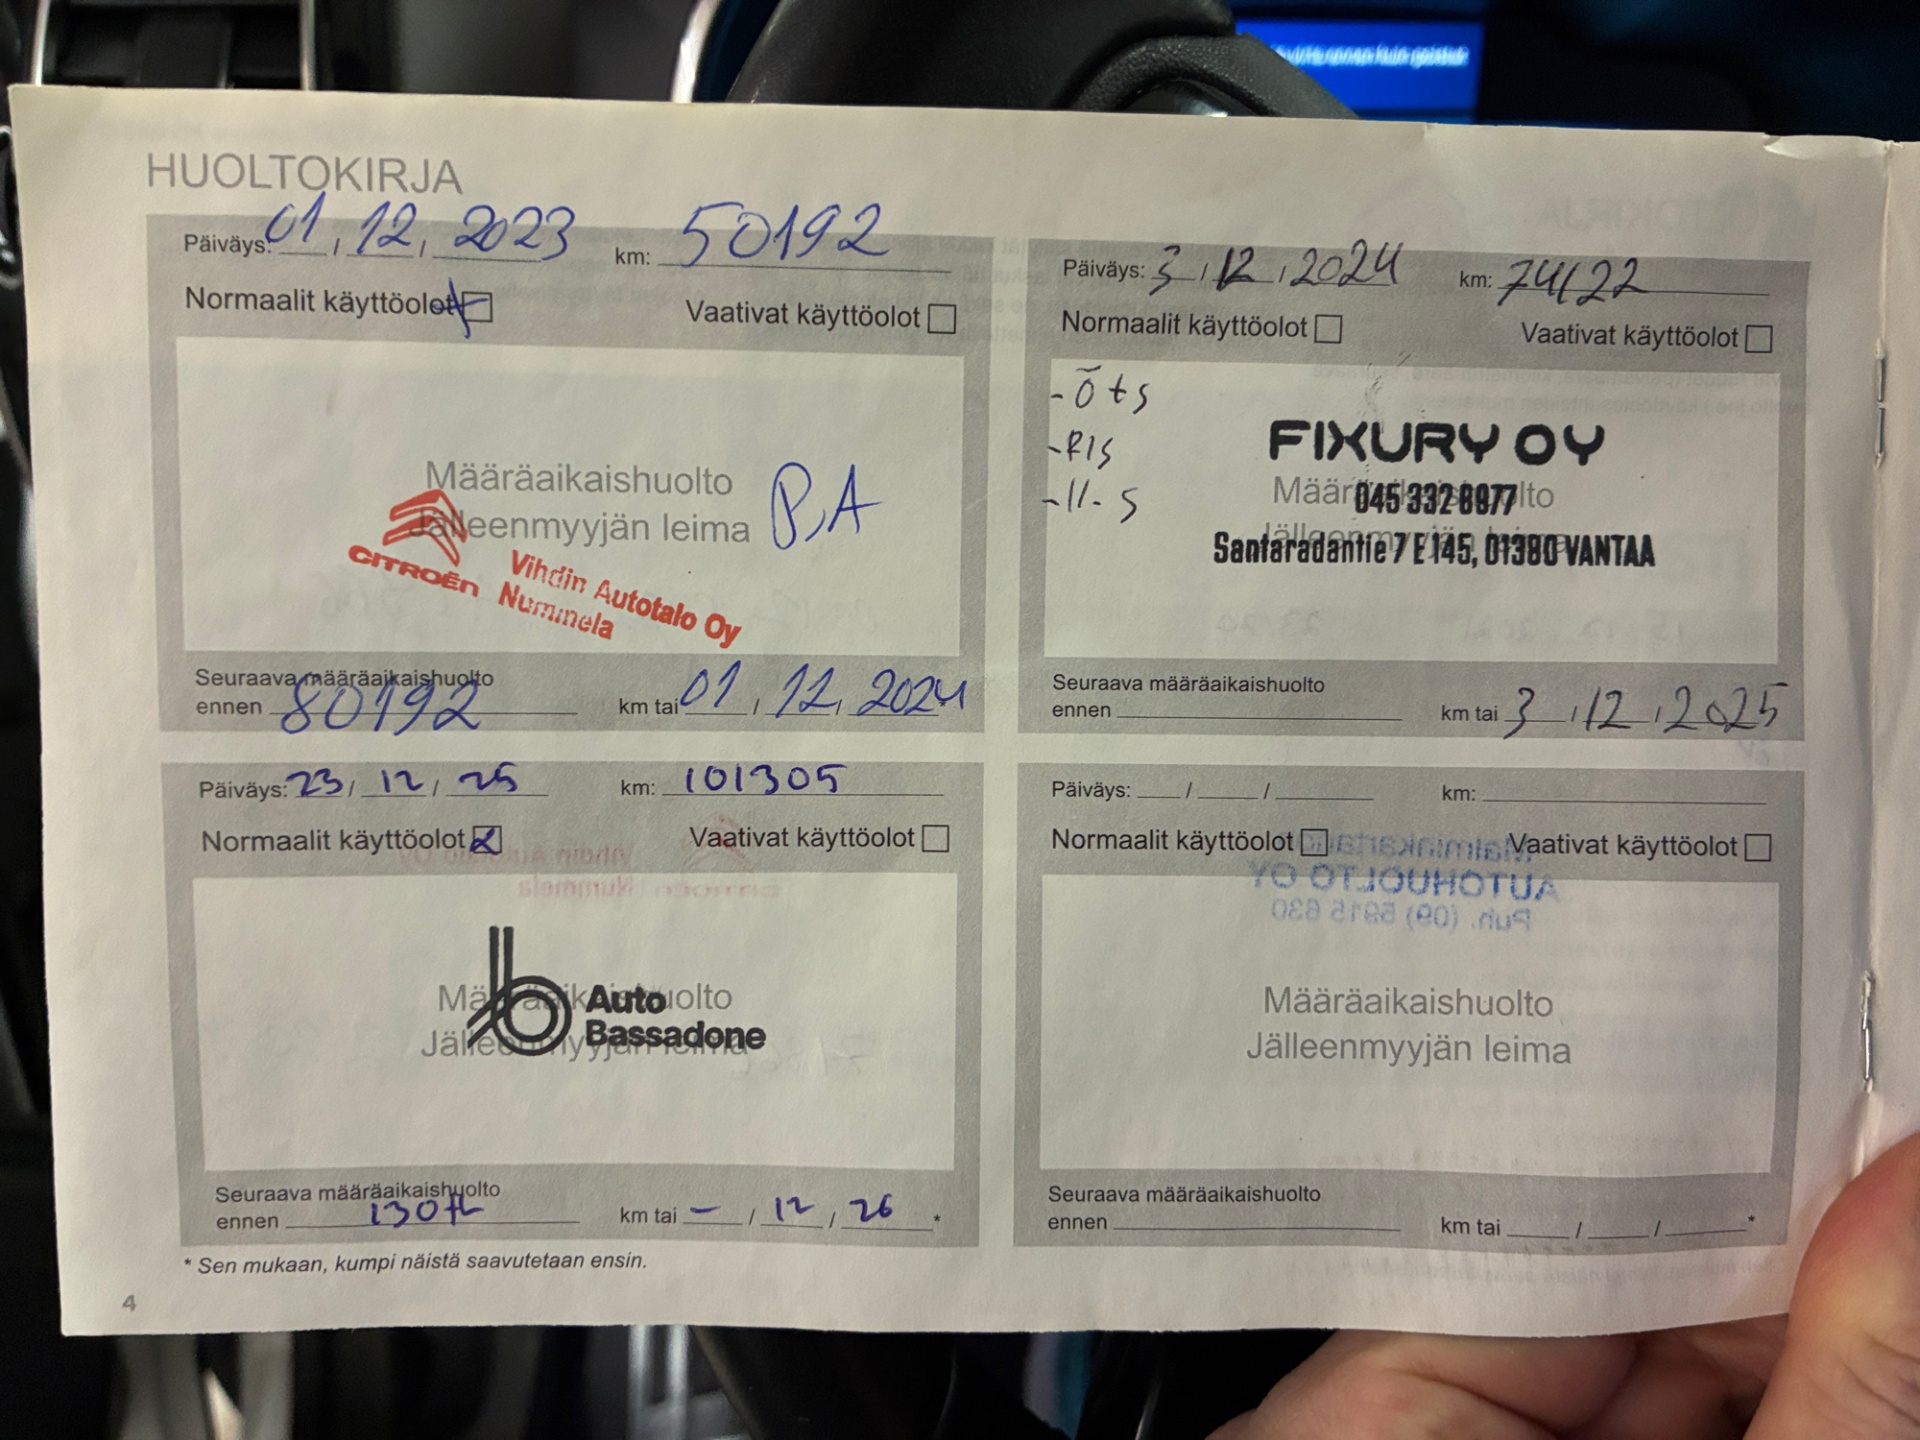 HUOLTOKIRJA
Päiväys: 01 / 12 / 2023 km: 50192
Normaalit käyttöolot Vaativat käyttöolot
Määräaikaishuolto
Jälleenmyyjän leima
P.A
CITROËN
Vihdin Autotalo Oy
Nummela
Seuraava määräaikaishuolto
ennen 80192 km tai 01 / 12 / 2024
Päiväys: 3 / 12 / 2024 km: 74122
Normaalit käyttöolot Vaativat käyttöolot
- Õ + S
- R/S
- 11 - S
FIXURY OY
Määräaikaishuolto
045 332 8977
Jälleenmyyjän leima
Santaradantie 7 E 145, 01380 VANTAA
Seuraava määräaikaishuolto
ennen km tai 3 / 12 / 2025
Päiväys: 23 / 12 / 25 km: 101305
Normaalit käyttöolot Vaativat käyttöolot
Määräaikaishuolto
Jälleenmyyjän leima
Auto
Bassadone
Seuraava määräaikaishuolto
ennen 130tk km tai - / 12 / 26 *
Päiväys: / / km:
Normaalit käyttöolot Vaativat käyttöolot
Määräaikaishuolto
Jälleenmyyjän leima
Seuraava määräaikaishuolto
ennen km tai / / *
* Sen mukaan, kumpi näistä saavutetaan ensin.
4